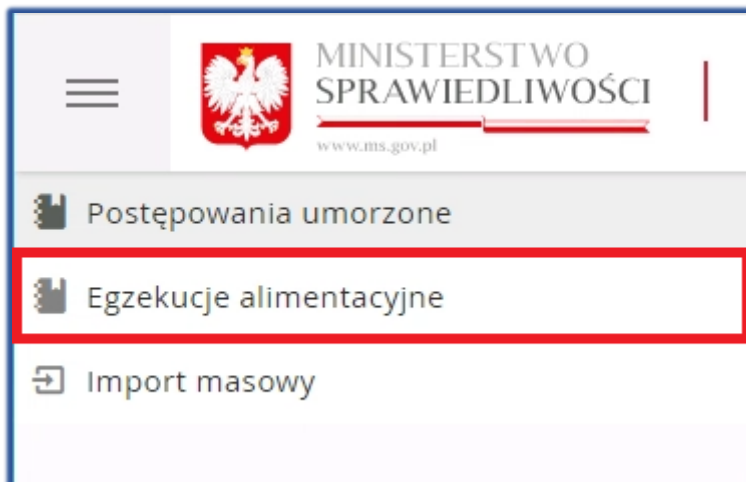 MINISTERSTWO
SPRAWIEDLIWOŚCI
www.ms.gov.pl
Postępowania umorzone
Egzekucje alimentacyjne
Import masowy